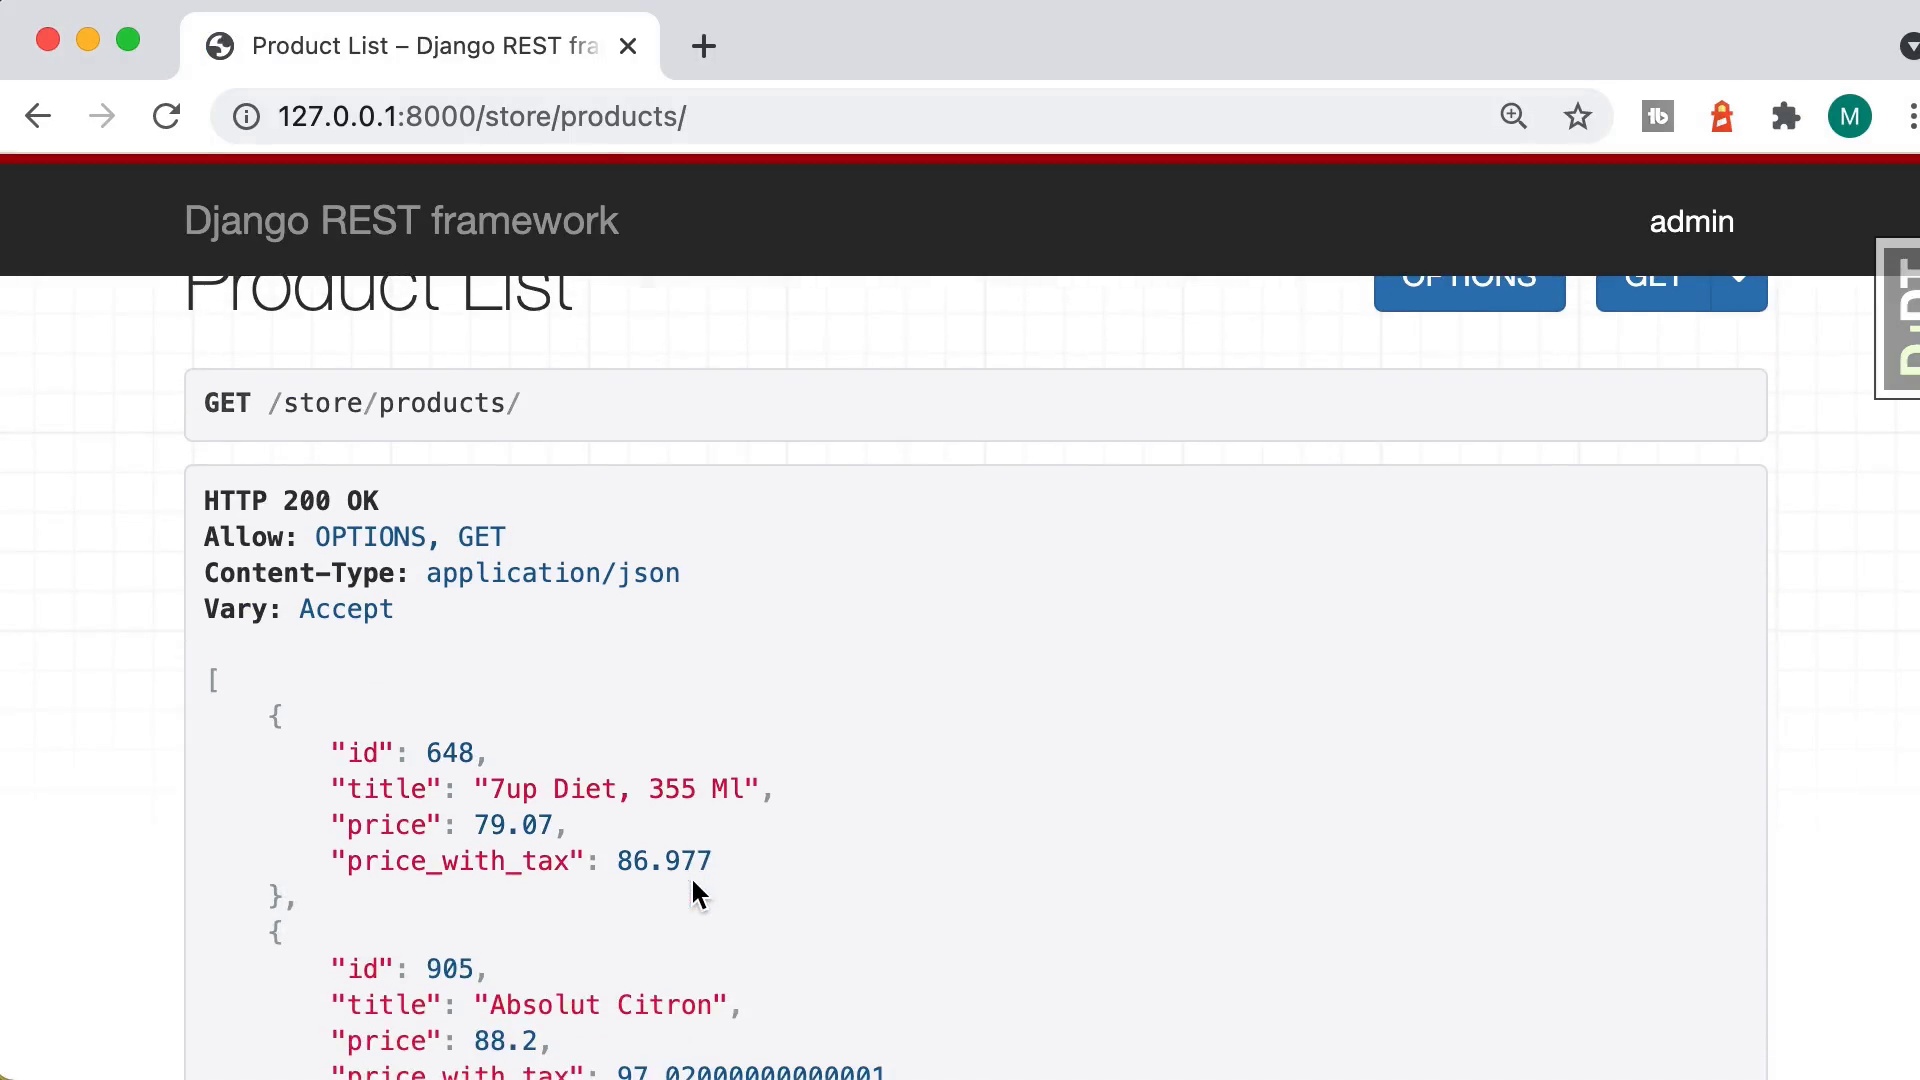 Product List – Django REST fra
127.0.0.1:8000/store/products/
M
Django REST framework
admin
Product List
OPTIONS
GET
DJDT
GET /store/products/
HTTP 200 OK
Allow: OPTIONS, GET
Content-Type: application/json
Vary: Accept
[
{
"id": 648,
"title": "7up Diet, 355 Ml",
"price": 79.07,
"price_with_tax": 86.977
},
{
"id": 905,
"title": "Absolut Citron",
"price": 88.2,
"price_with_tax": 97.02000000000001